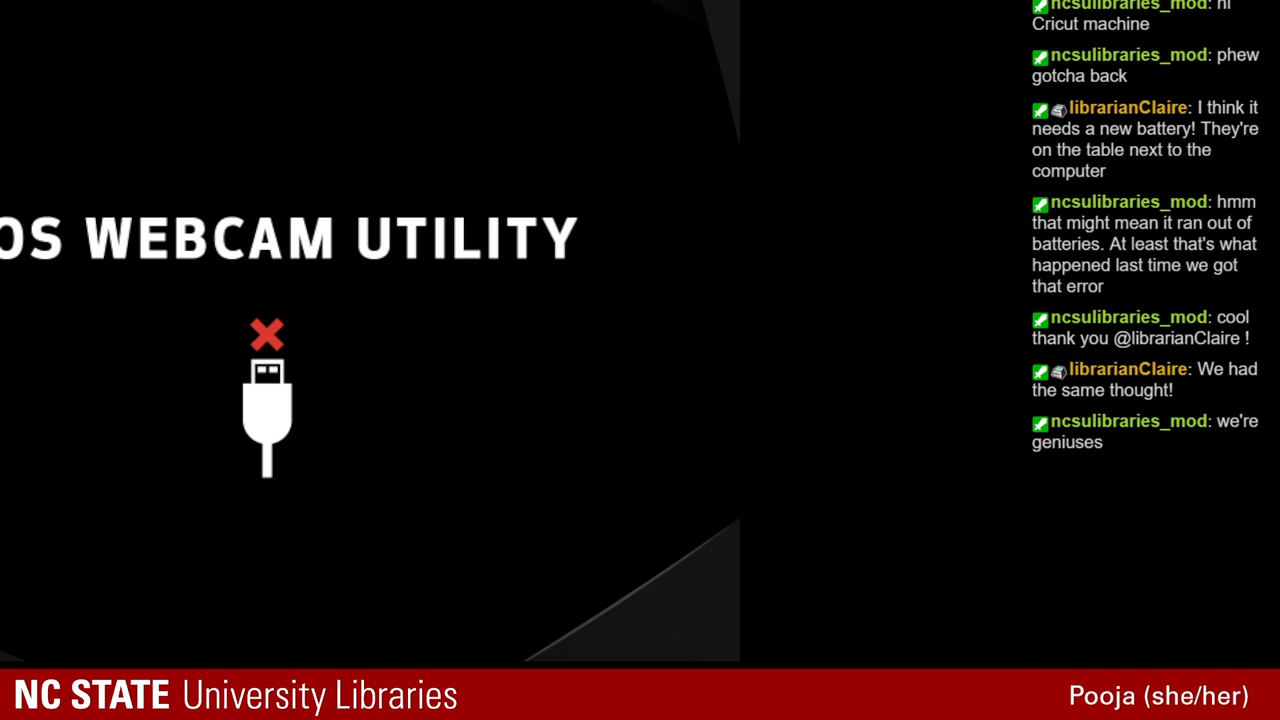 OS WEBCAM UTILITY
ncsulibraries_mod: hi
Cricut machine
ncsulibraries_mod: phew
gotcha back
librarianClaire: I think it
needs a new battery! They're
on the table next to the
computer
ncsulibraries_mod: hmm
that might mean it ran out of
batteries. At least that's what
happened last time we got
that error
ncsulibraries_mod: cool
thank you @librarianClaire !
librarianClaire: We had
the same thought!
ncsulibraries_mod: we're
geniuses
NC STATE University Libraries
Pooja (she/her)